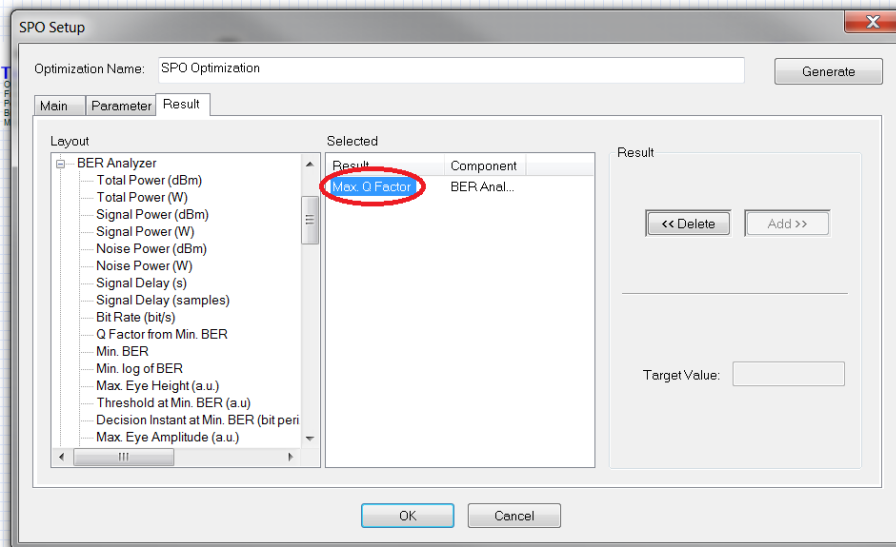 SPO Setup
Optimization Name: SPO Optimization
Generate
Main Parameter Result
Layout
BER Analyzer
Total Power (dBm)
Total Power (W)
Signal Power (dBm)
Signal Power (W)
Noise Power (dBm)
Noise Power (W)
Signal Delay (s)
Signal Delay (samples)
Bit Rate (bit/s)
Q Factor from Min. BER
Min. BER
Min. log of BER
Max. Eye Height (a.u.)
Threshold at Min. BER (a.u)
Decision Instant at Min. BER (bit peri
Max. Eye Amplitude (a.u.)
Selected
Result Component
Max. Q Factor BER Anal...
Result
<< Delete Add >>
Target Value:
OK Cancel